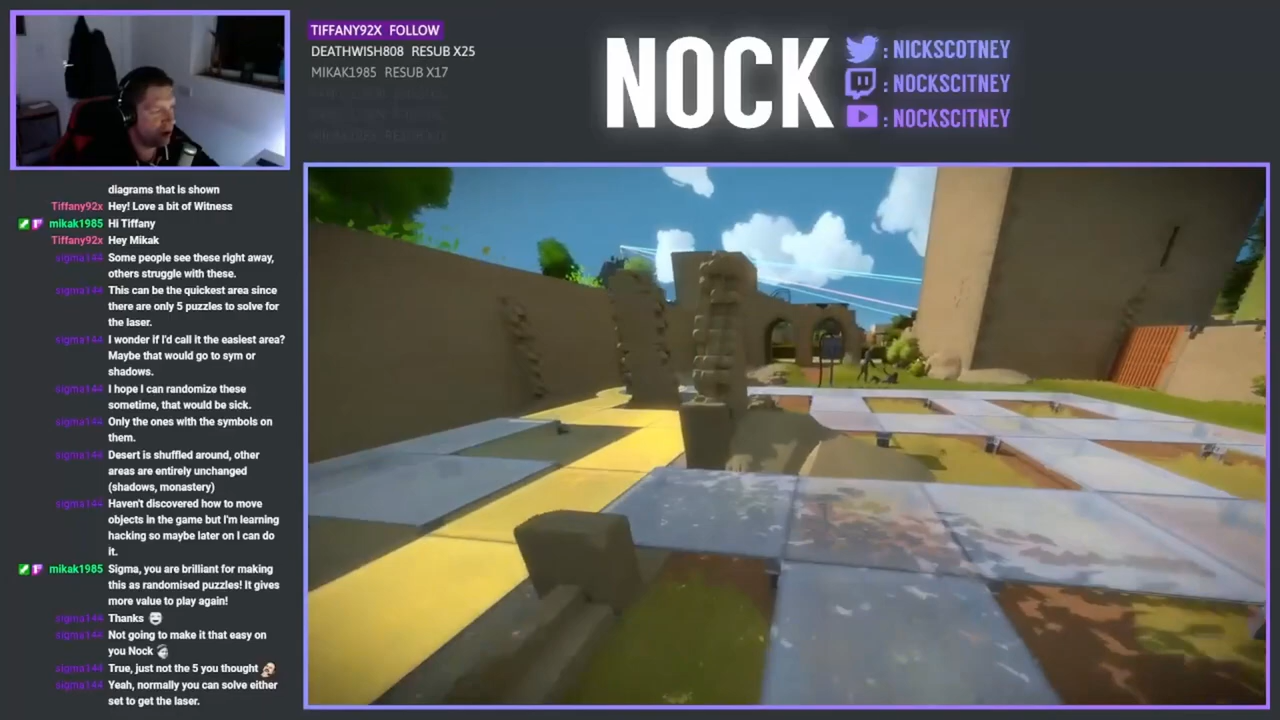 TIFFANY92X FOLLOW
DEATHWISH808 RESUB X25
MIKAK1985 RESUB X17
NOCK
: NICKSCOTNEY
: NOCKSCITNEY
: NOCKSCITNEY
diagrams that is shown
Tiffany92x Hey! Love a bit of Witness
mikak1985 Hi Tiffany
Tiffany92x Hey Mikak
sigma144 Some people see these right away,
others struggle with these.
sigma144 This can be the quickest area since
there are only 5 puzzles to solve for
the laser.
sigma144 I wonder if I'd call it the easiest area?
Maybe that would go to sym or
shadows.
sigma144 I hope I can randomize these
sometime, that would be sick.
sigma144 Only the ones with the symbols on
them.
sigma144 Desert is shuffled around, other
areas are entirely unchanged
(shadows, monastery)
sigma144 Haven't discovered how to move
objects in the game but I'm learning
hacking so maybe later on I can do
it.
mikak1985 Sigma, you are brilliant for making
this as randomised puzzles! It gives
more value to play again!
sigma144 Thanks
sigma144 Not going to make it that easy on
you Nock
sigma144 True, just not the 5 you thought
sigma144 Yeah, normally you can solve either
set to get the laser.